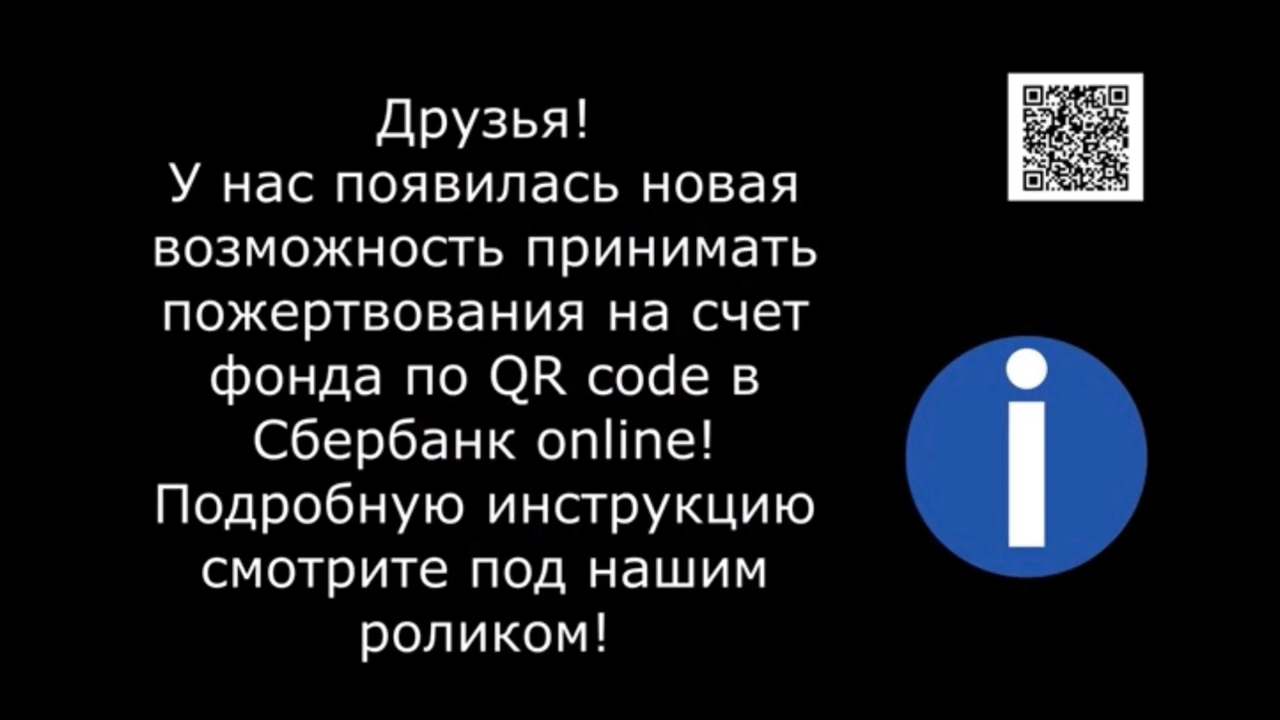 Друзья!
У нас появилась новая
возможность принимать
пожертвования на счет
фонда по QR code в
Сбербанк online!
Подробную инструкцию
смотрите под нашим
роликом!